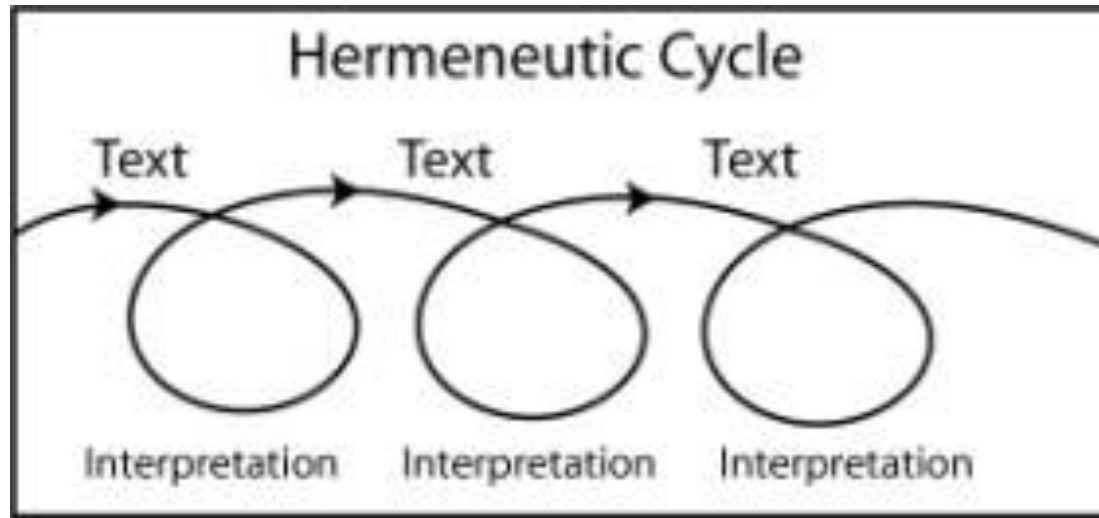 Hermeneutic Cycle
Text Text Text
Interpretation Interpretation Interpretation